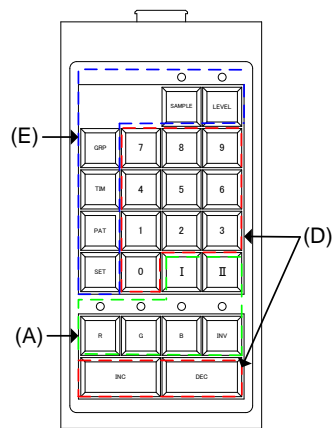 SAMPLE LEVEL
(E) GRP 7 8 9
TIM 4 5 6
PAT 1 2 3
(D)
SET 0 I II
(A) R G B INV
INC DEC